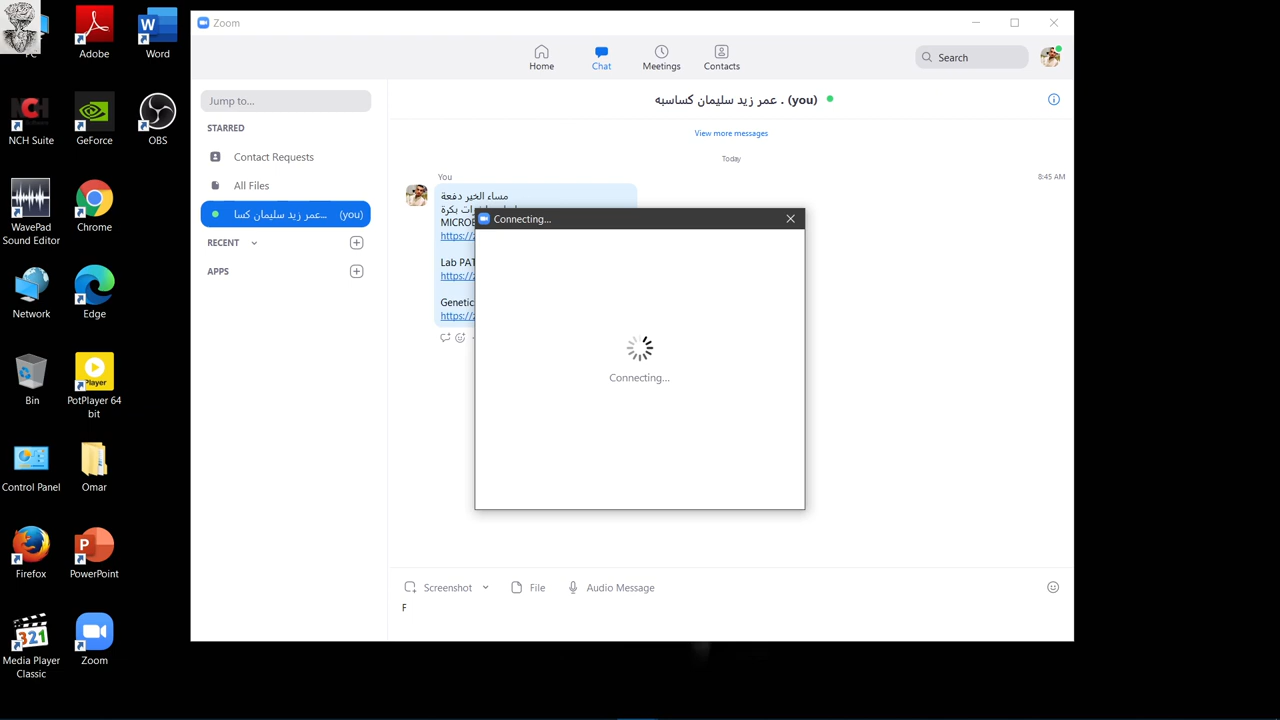 PC
Adobe
Word
NCH Suite
GeForce
OBS
WavePad Sound Editor
Chrome
Network
Edge
Bin
PotPlayer 64 bit
Control Panel
Omar
Firefox
PowerPoint
Media Player Classic
Zoom
Zoom
Home
Chat
Meetings
Contacts
Search
Jump to...
STARRED
Contact Requests
All Files
عمر زيد سليمان كسا... (you)
RECENT
APPS
عمر زيد سليمان كساسبه . (you)
View more messages
Today
You
8:45 AM
مساء الخير دفعة
بكرة
https://
Lab
https://
https://
Connecting...
Connecting...
Screenshot
File
Audio Message
F